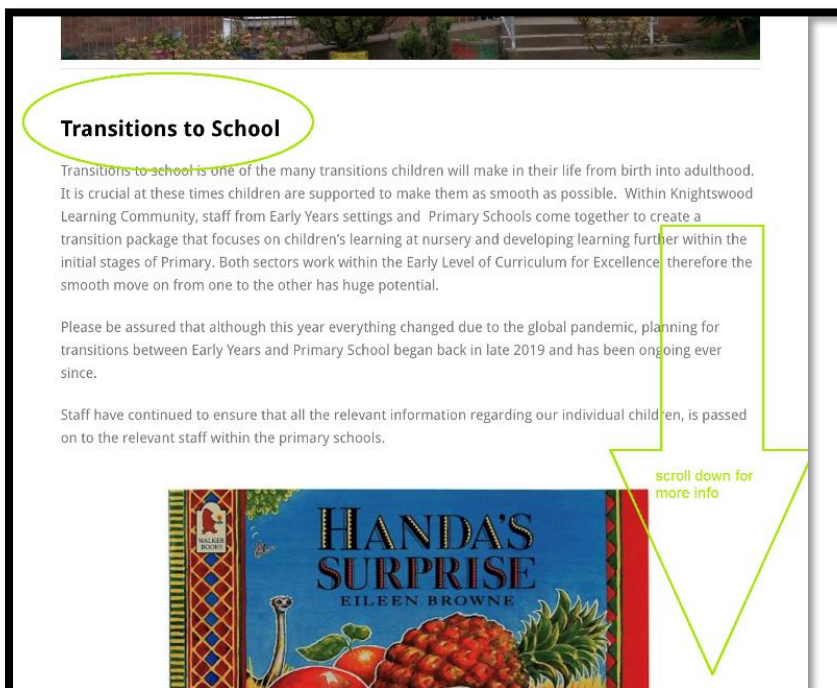 Transitions to School
Transitions to school is one of the many transitions children will make in their life from birth into adulthood.
It is crucial at these times children are supported to make them as smooth as possible.  Within Knightswood
Learning Community, staff from Early Years settings and  Primary Schools come together to create a
transition package that focuses on children's learning at nursery and developing learning further within the
initial stages of Primary. Both sectors work within the Early Level of Curriculum for Excellence, therefore the
smooth move on from one to the other has huge potential.
Please be assured that although this year everything changed due to the global pandemic, planning for
transitions between Early Years and Primary School began back in late 2019 and has been ongoing ever
since.
Staff have continued to ensure that all the relevant information regarding our individual children, is passed
on to the relevant staff within the primary schools.
scroll down for
more info
WALKER
BOOKS
HANDA'S
SURPRISE
EILEEN BROWNE